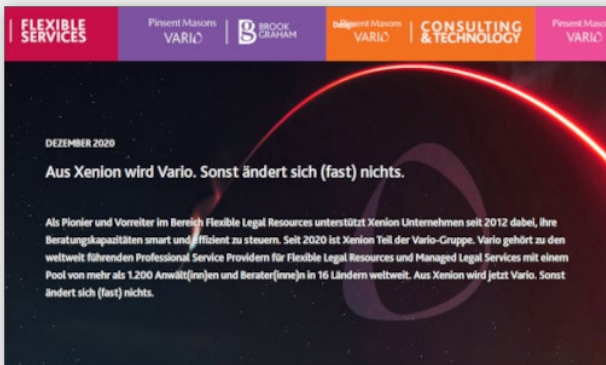 FLEXIBLE
SERVICES
Pinsent Masons
VARIO
BROOK
GRAHAM
Pinsent Masons
VARIO
CONSULTING
& TECHNOLOGY
Pinsent Masons
VARIO
DEZEMBER 2020
Aus Xenion wird Vario. Sonst ändert sich (fast) nichts.
Als Pionier und Vorreiter im Bereich Flexible Legal Resources unterstützt Xenion Unternehmen seit 2012 dabei, ihre
Beratungskapazitäten smart und effizient zu steuern. Seit 2020 ist Xenion Teil der Vario-Gruppe. Vario gehört zu den
weltweit führenden Professional Service Providern für Flexible Legal Resources und Managed Legal Services mit einem
Pool von mehr als 1.200 Anwält(inn)en und Berater(inne)n in 16 Ländern weltweit. Aus Xenion wird jetzt Vario. Sonst
ändert sich (fast) nichts.